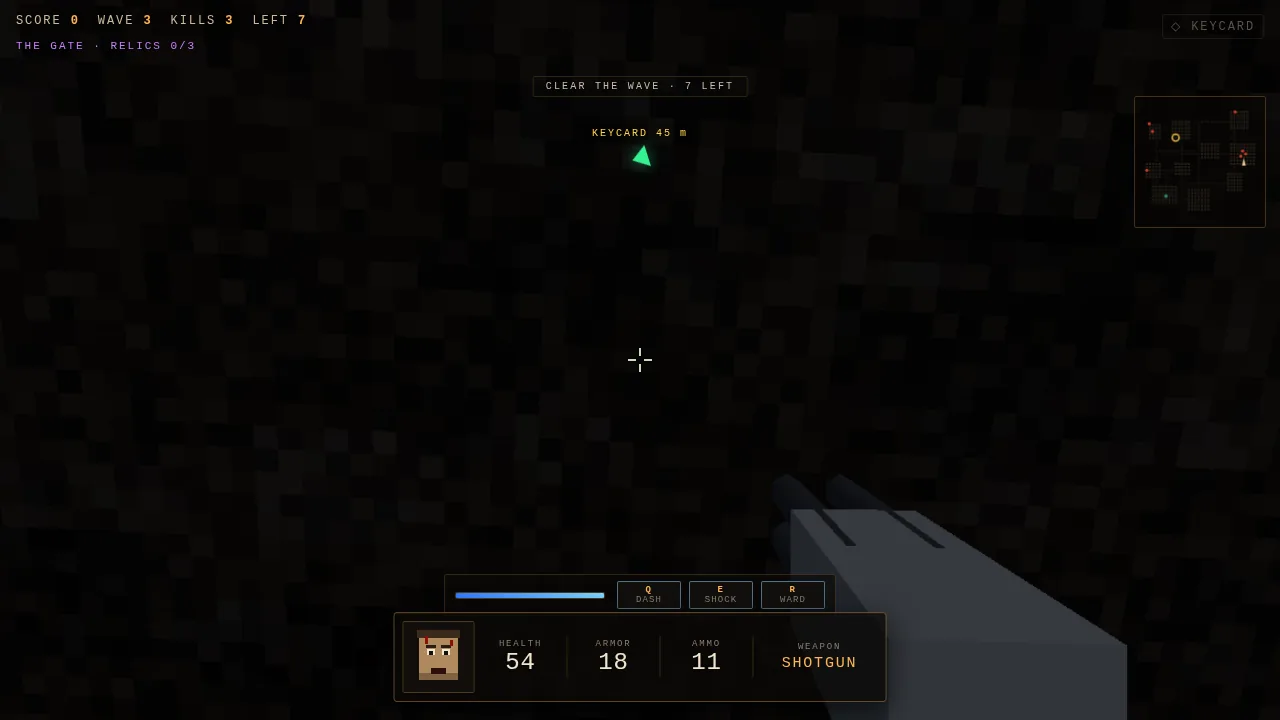 SCORE 0 WAVE 3 KILLS 3 LEFT 7
◇ KEYCARD
THE GATE · RELICS 0/3
CLEAR THE WAVE · 7 LEFT
KEYCARD 45 m
Q
DASH
E
SHOCK
R
WARD
HEALTH
54
ARMOR
18
AMMO
11
WEAPON
SHOTGUN